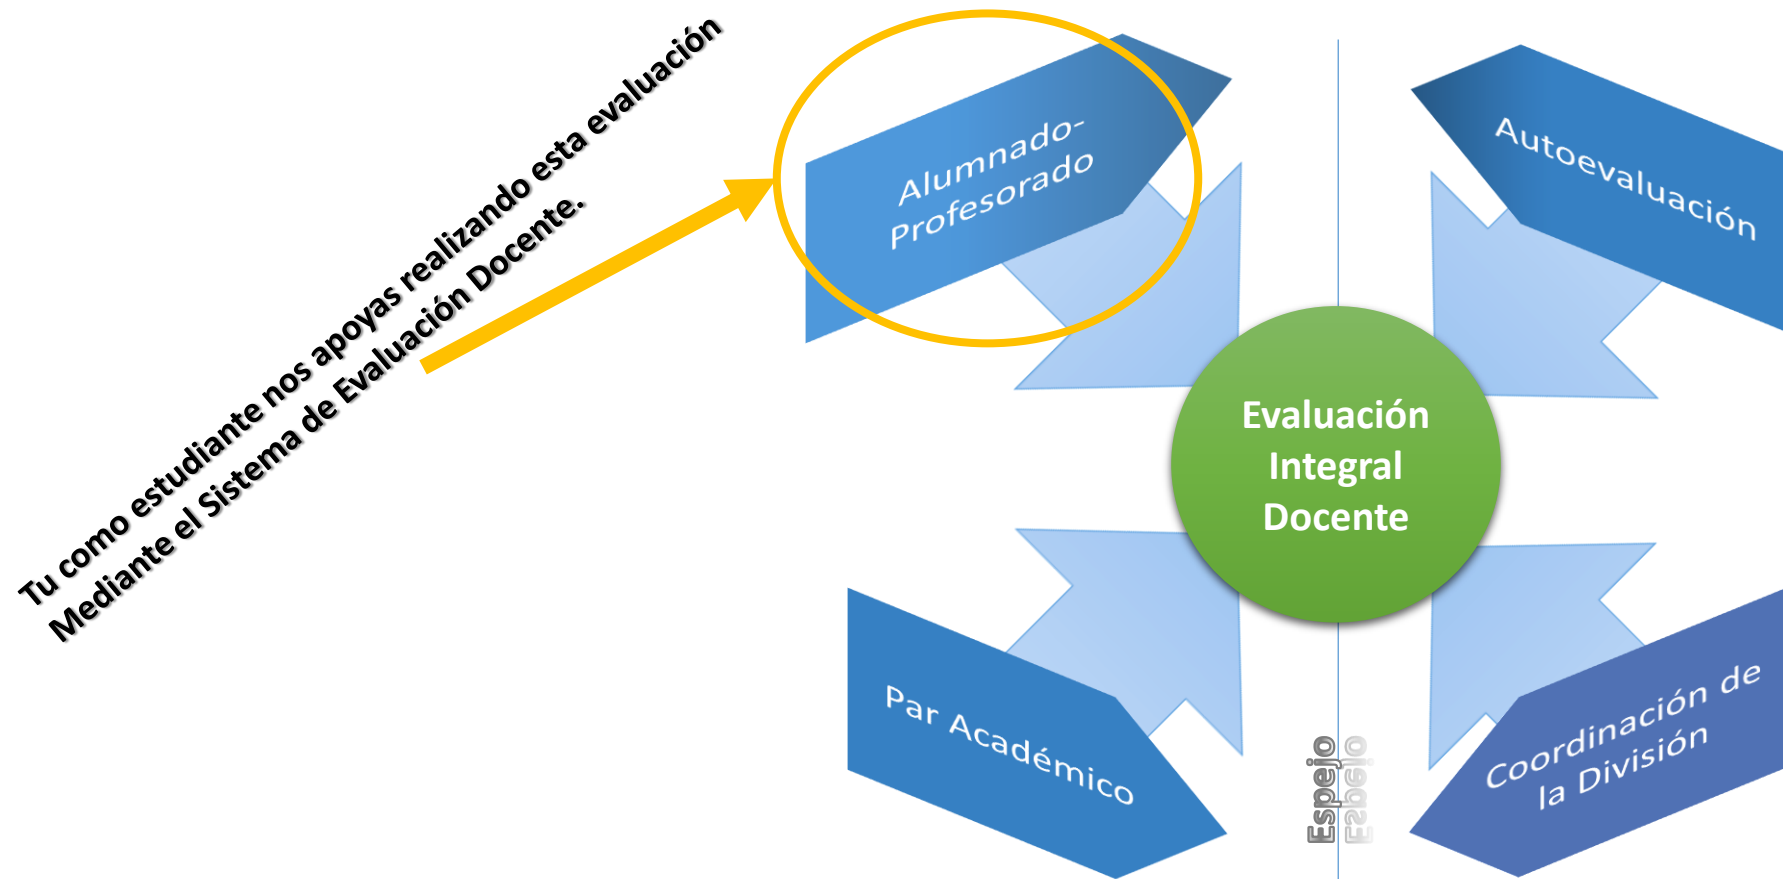 Tu como estudiante nos apoyas realizando esta evaluación
Mediante el Sistema de Evaluación Docente.
Alumnado-
Profesorado
Autoevaluación
Evaluación
Integral
Docente
Par Académico
Coordinación de
la División
Espejo